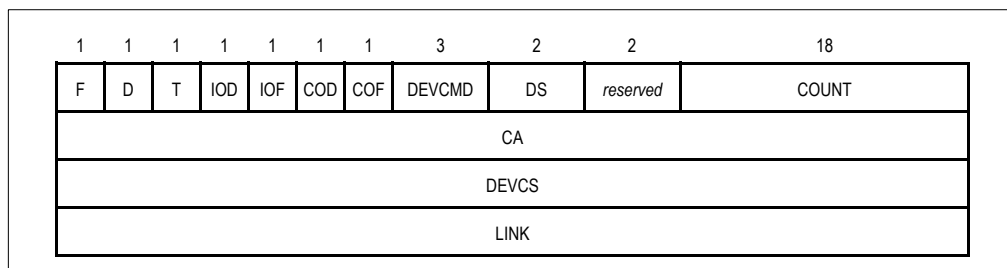 1 1 1 1 1 1 1 3 2 2 18
F D T IOD IOF COD COF DEVCMD DS reserved COUNT
CA
DEVCS
LINK